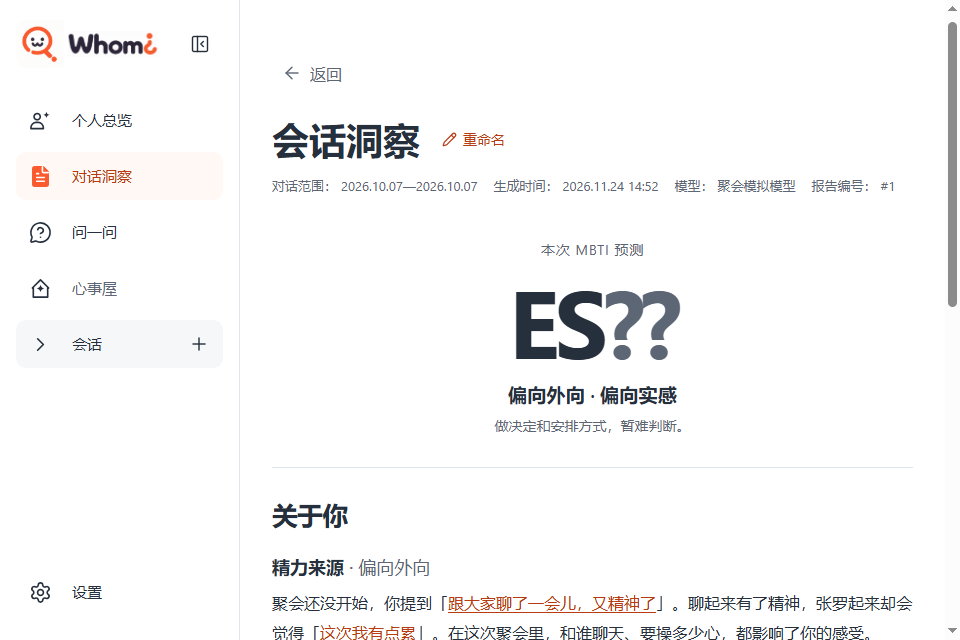 Whomi
个人总览
对话洞察
问一问
心事屋
会话
设置
返回
会话洞察 重命名
对话范围： 2026.10.07—2026.10.07 生成时间： 2026.11.24 14:52 模型： 聚会模拟模型 报告编号： #1
本次 MBTI 预测
ES??
偏向外向 · 偏向实感
做决定和安排方式，暂难判断。
关于你
精力来源 · 偏向外向
聚会还没开始，你提到「跟大家聊了一会儿，又精神了」。聊起来有了精神，张罗起来却会
觉得「这次我有点累」。在这次聚会里，和谁聊天、要操多少心，都影响了你的感受。